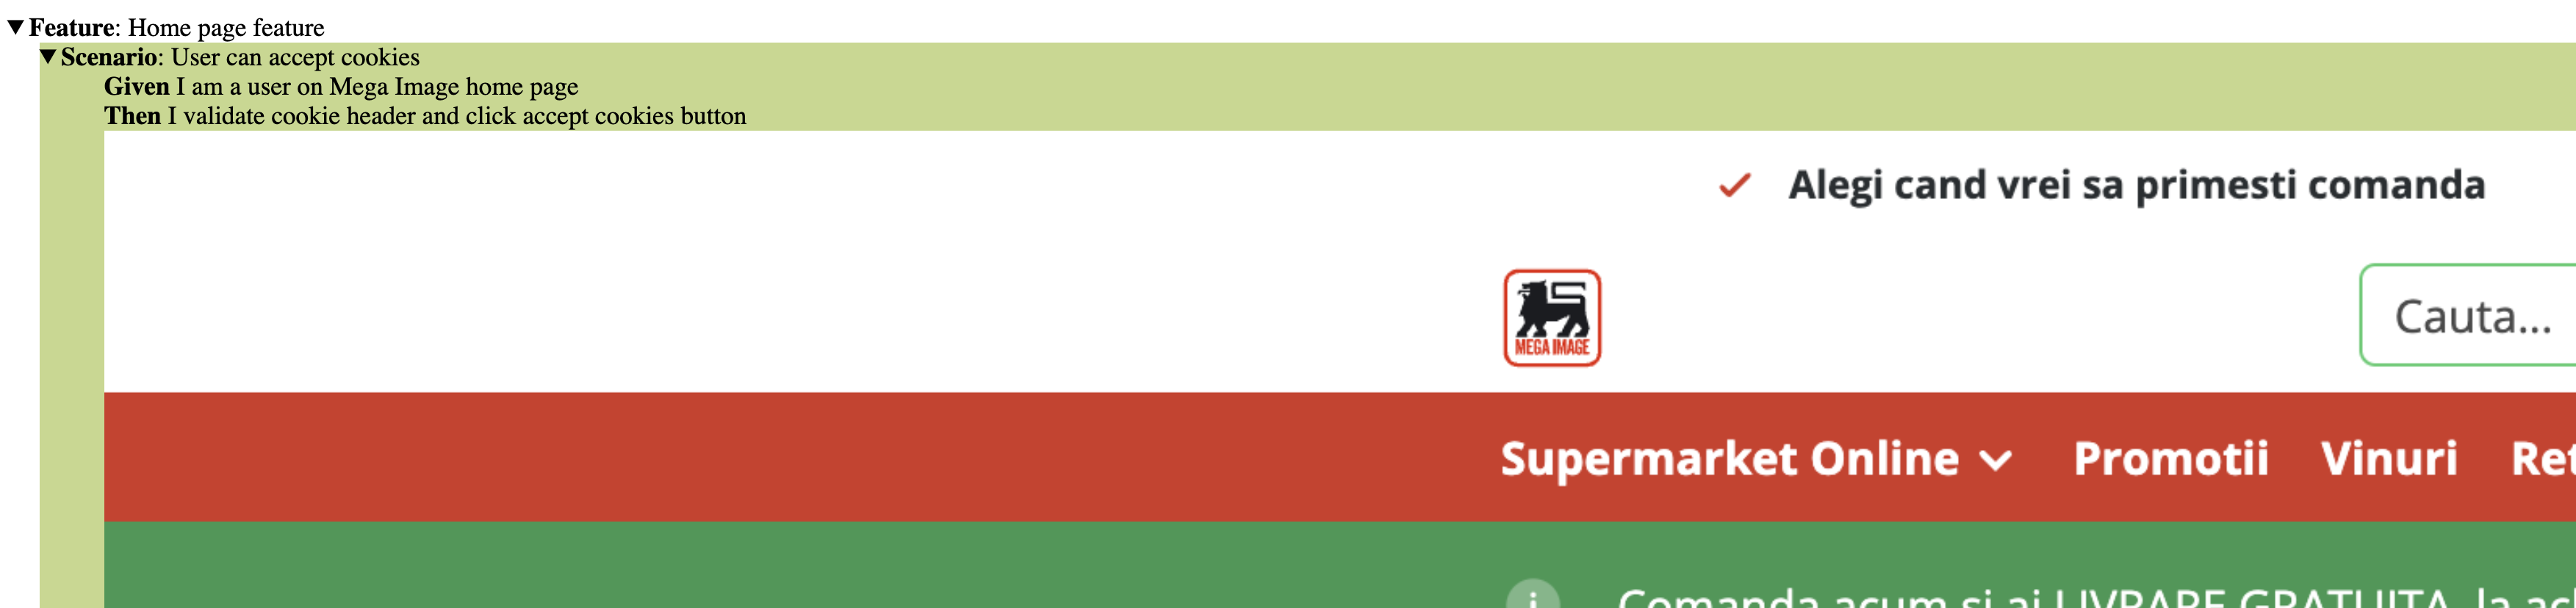 Feature: Home page feature
Scenario: User can accept cookies
Given I am a user on Mega Image home page
Then I validate cookie header and click accept cookies button
Alegi cand vrei sa primesti comanda
MEGA IMAGE
Cauta...
Supermarket Online Promotii Vinuri Ret
Comanda acum si ai LIVRARE GRATUITA, la